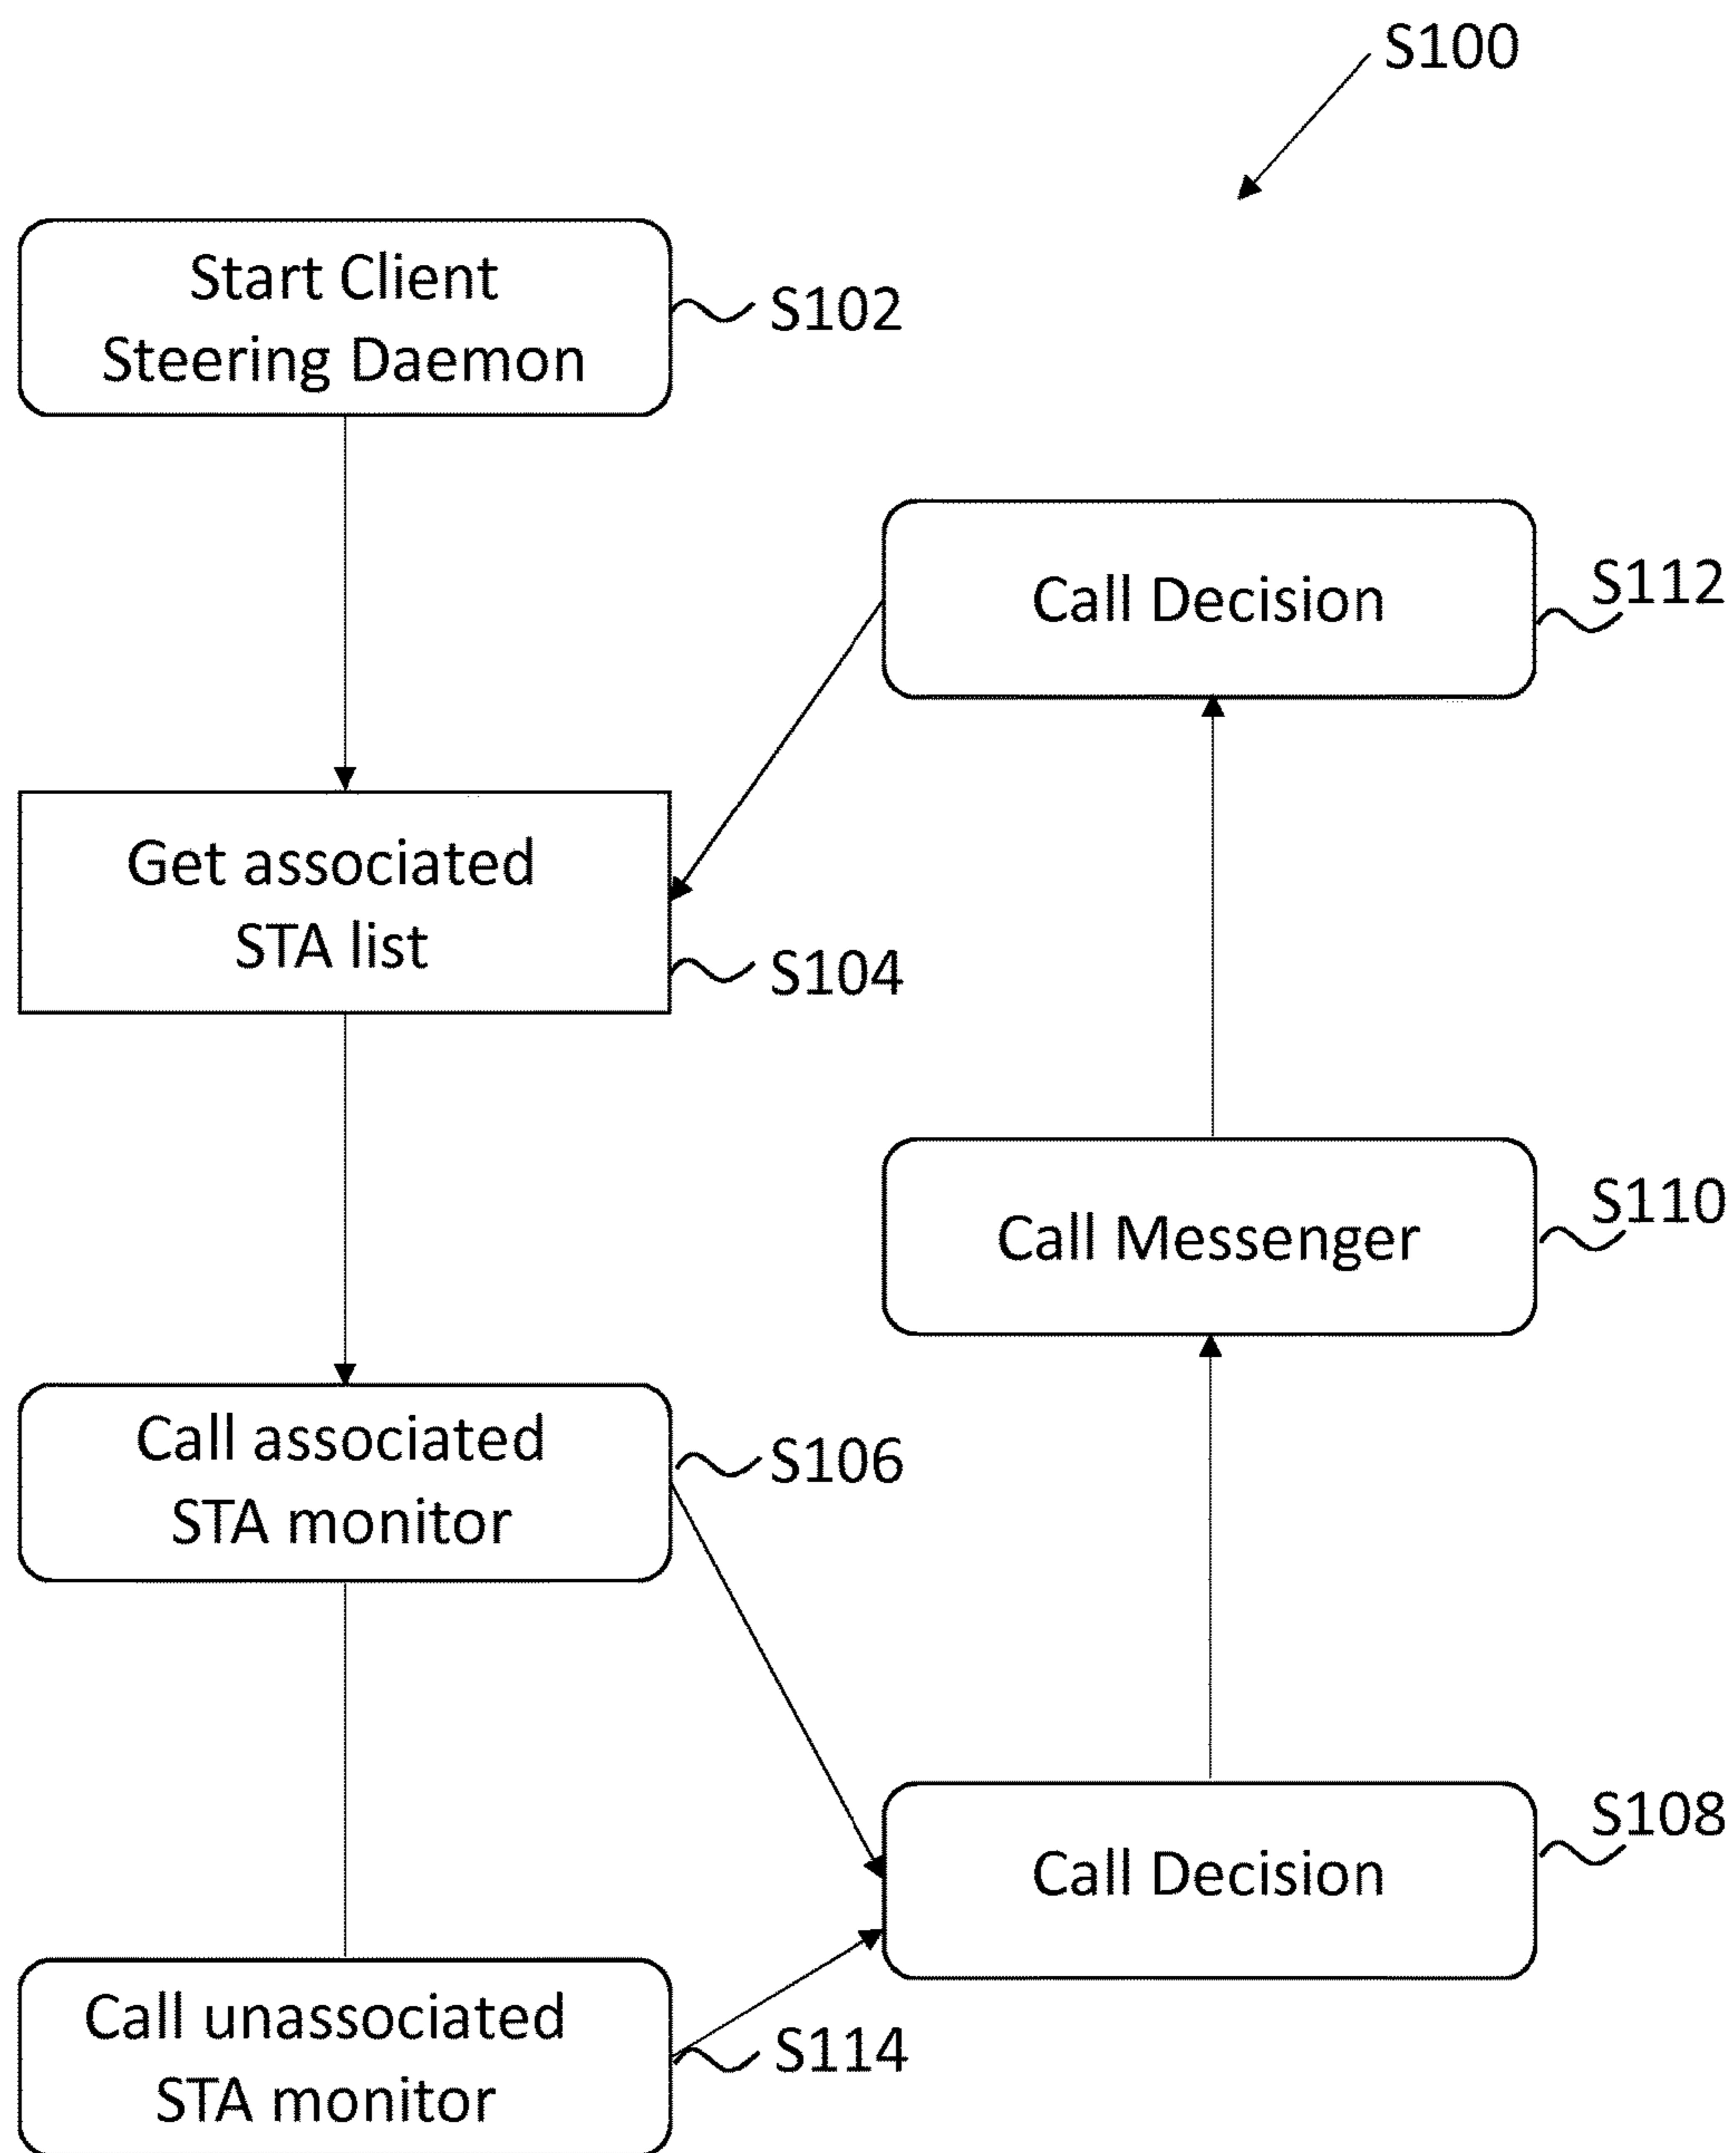 S100
Start Client
Steering Daemon
S102
Call Decision
S112
Get associated
STA list
S104
Call Messenger
S110
Call associated
STA monitor
S106
Call Decision
S108
Call unassociated
STA monitor
S114